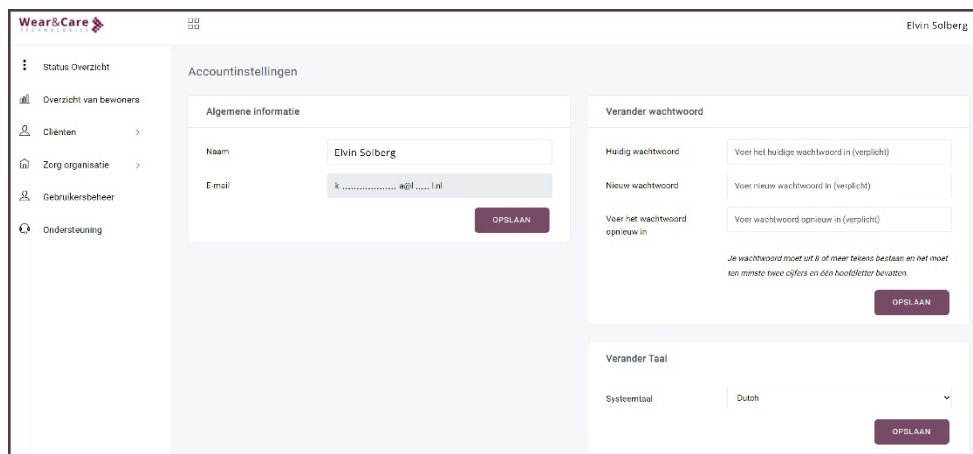 Wear&Care
TECHNOLOGIES
Elvin Solberg
Status Overzicht
Overzicht van bewoners
Cliënten
Zorg organisatie
Gebruikersbeheer
Ondersteuning
Accountinstellingen
Algemene informatie
Naam
Elvin Solberg
E-mail
k ................... a@l ..... l.nl
OPSLAAN
Verander wachtwoord
Huidig wachtwoord
Voer het huidige wachtwoord in (verplicht)
Nieuw wachtwoord
Voer nieuw wachtwoord in (verplicht)
Voer het wachtwoord
opnieuw in
Voer wachtwoord opnieuw in (verplicht)
Je wachtwoord moet uit 8 of meer tekens bestaan en het moet
ten minste twee cijfers en één hoofdletter bevatten.
OPSLAAN
Verander Taal
Systeemtaal
Dutch
OPSLAAN